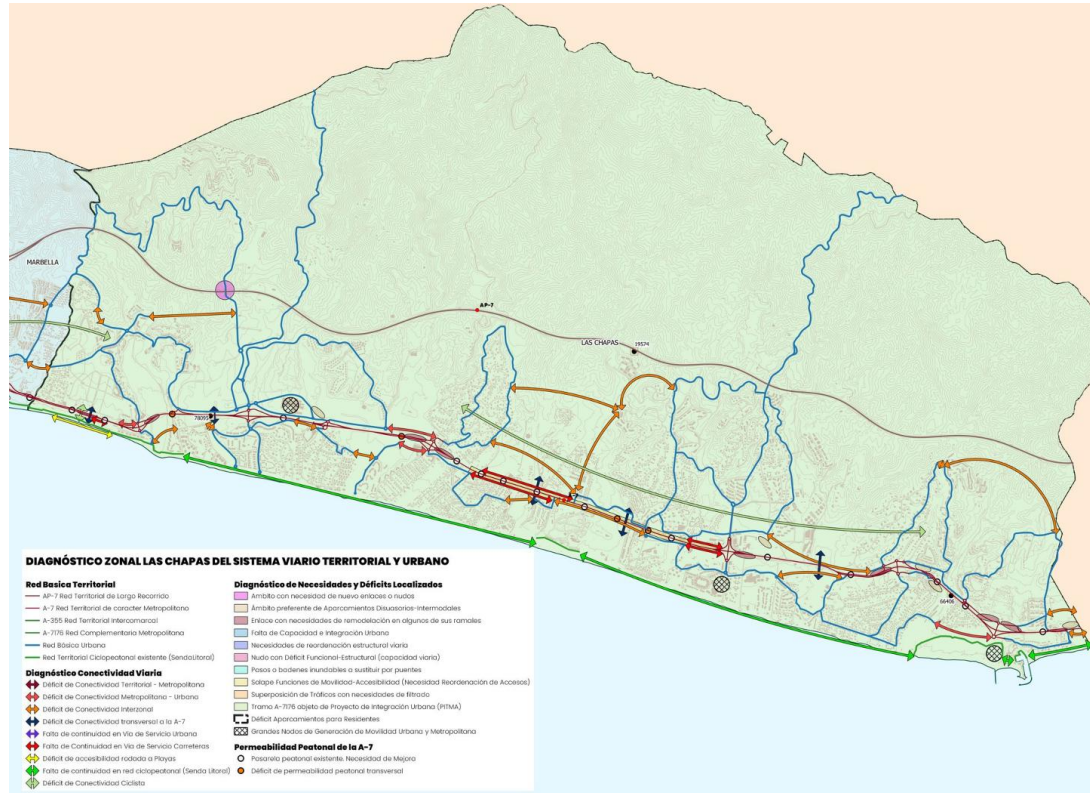 AP-7
MARBELLA
LAS CHAPAS
19574
78095
66406
DIAGNÓSTICO ZONAL LAS CHAPAS DEL SISTEMA VIARIO TERRITORIAL Y URBANO
Red Basica Territorial
AP-7 Red Territorial de Largo Recorrido
A-7 Red Territorial de caracter Metropolitano
A-355 Red Territorial Intercomarcal
A-7176 Red Complementaria Metropolitana
Red Básica Urbana
Red Territorial Ciclopeatonal existente (SendaLitoral)
Diagnóstico Conectividad Viaria
Déficit de Conectividad Territorial - Metropolitana
Déficit de Conectividad Metropolitana - Urbana
Déficit de Conectividad Interzonal
Déficit de Conectividad transversal a la A-7
Falta de continuidad en Vía de Servicio Urbana
Falta de Continuidad en Vía de Servicio Carreteras
Déficit de accesibilidad rodada a Playas
Falta de continuidad en red ciclopeatonal (Senda Litoral)
Déficit de Conectividad Ciclista
Diagnóstico de Necesidades y Déficits Localizados
Ámbito con necesidad de nuevo enlaces o nudos
Ámbito preferente de Aparcamientos Disuasorios-Intermodales
Enlace con necesidades de remodelación en algunos de sus ramales
Falta de Capacidad e Integración Urbana
Necesidades de reordenación estructural viaria
Nudo con Déficit Funcional-Estructural (capacidad viaria)
Pasos o badenes inundables a sustituir por puentes
Solape Funciones de Movilidad-Accesibilidad (Necesidad Reordenación de Accesos)
Superposición de Tráficos con necesidades de filtrado
Tramo A-7176 objeto de Proyecto de Integración Urbana (PITMA)
Déficit Aparcamientos para Residentes
Grandes Nodos de Generación de Movilidad Urbana y Metropolitana
Permeabilidad Peatonal de la A-7
Pasarela peatonal existente. Necesidad de Mejora
Déficit de permeabilidad peatonal transversal